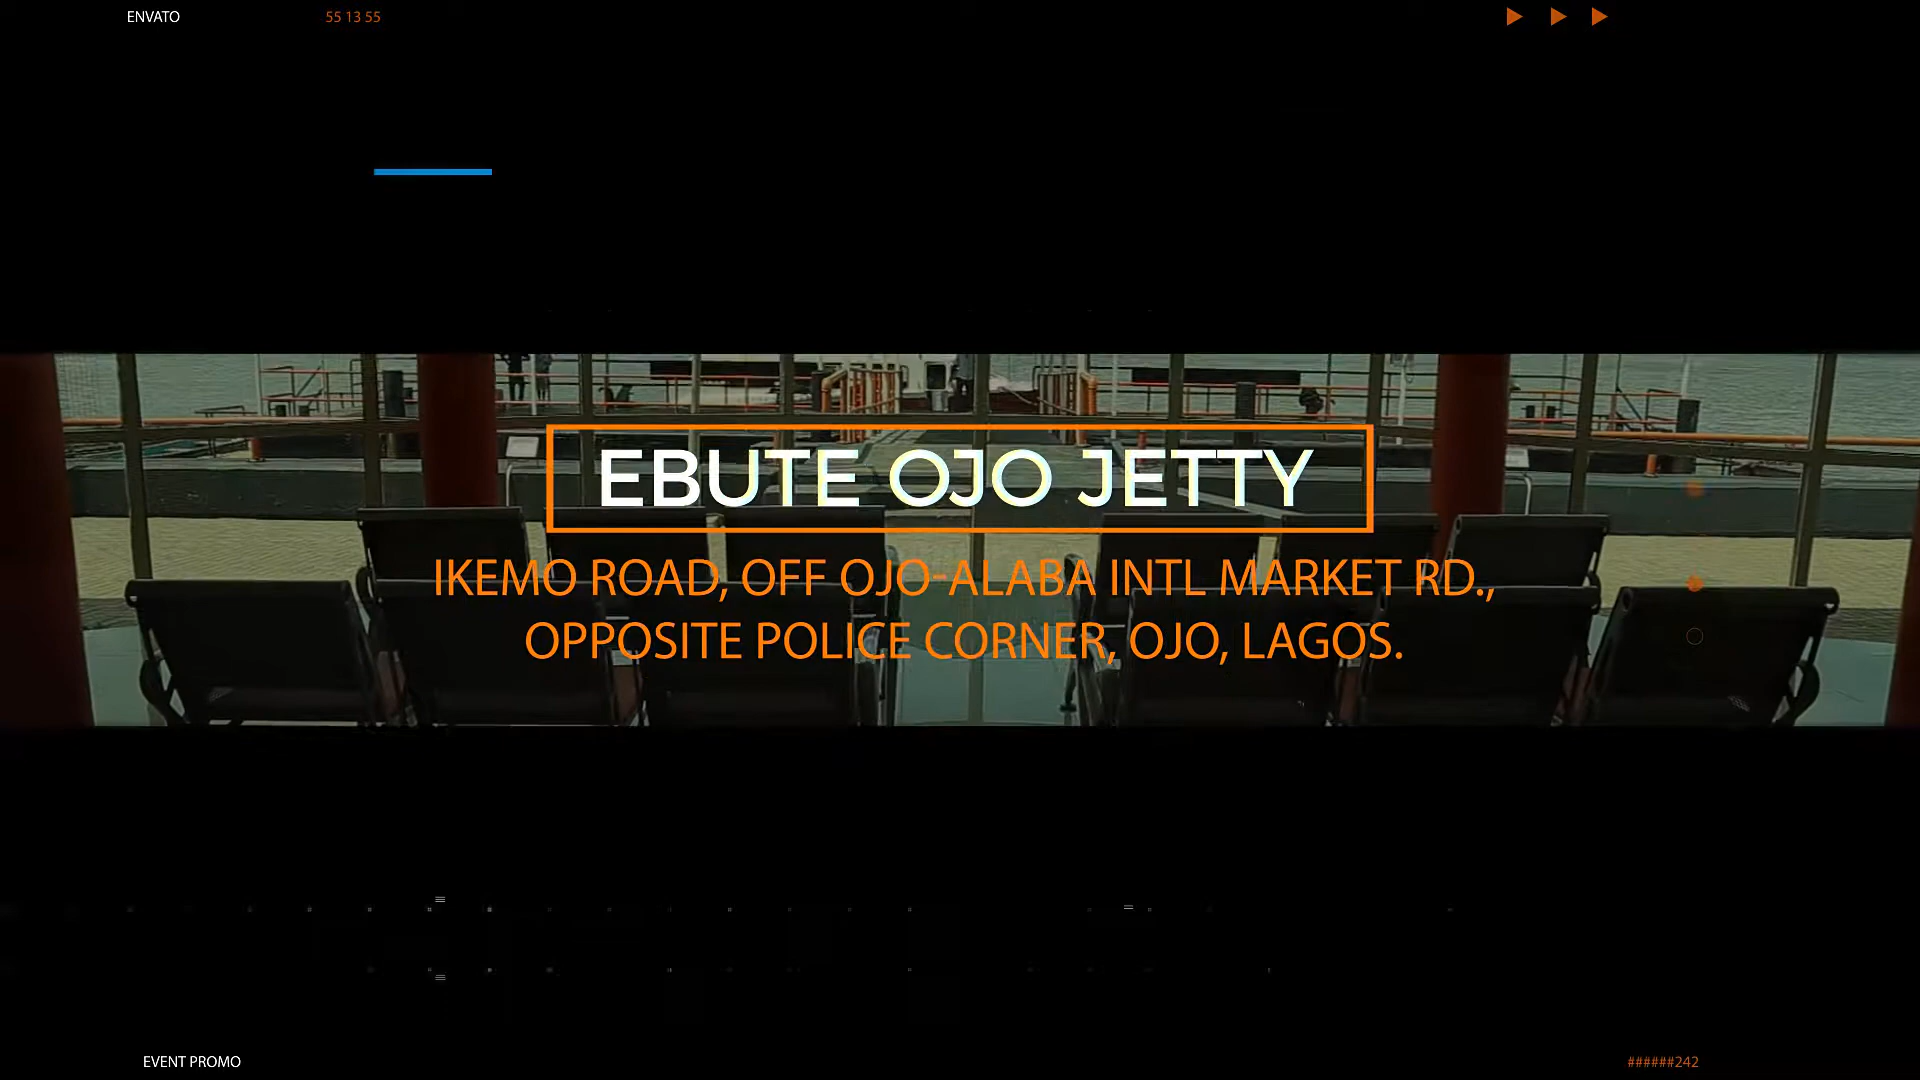 ENVATO
55 13 55
EBUTE OJO JETTY
IKEMO ROAD, OFF OJO-ALABA INTL MARKET RD.,
OPPOSITE POLICE CORNER, OJO, LAGOS.
EVENT PROMO
######242